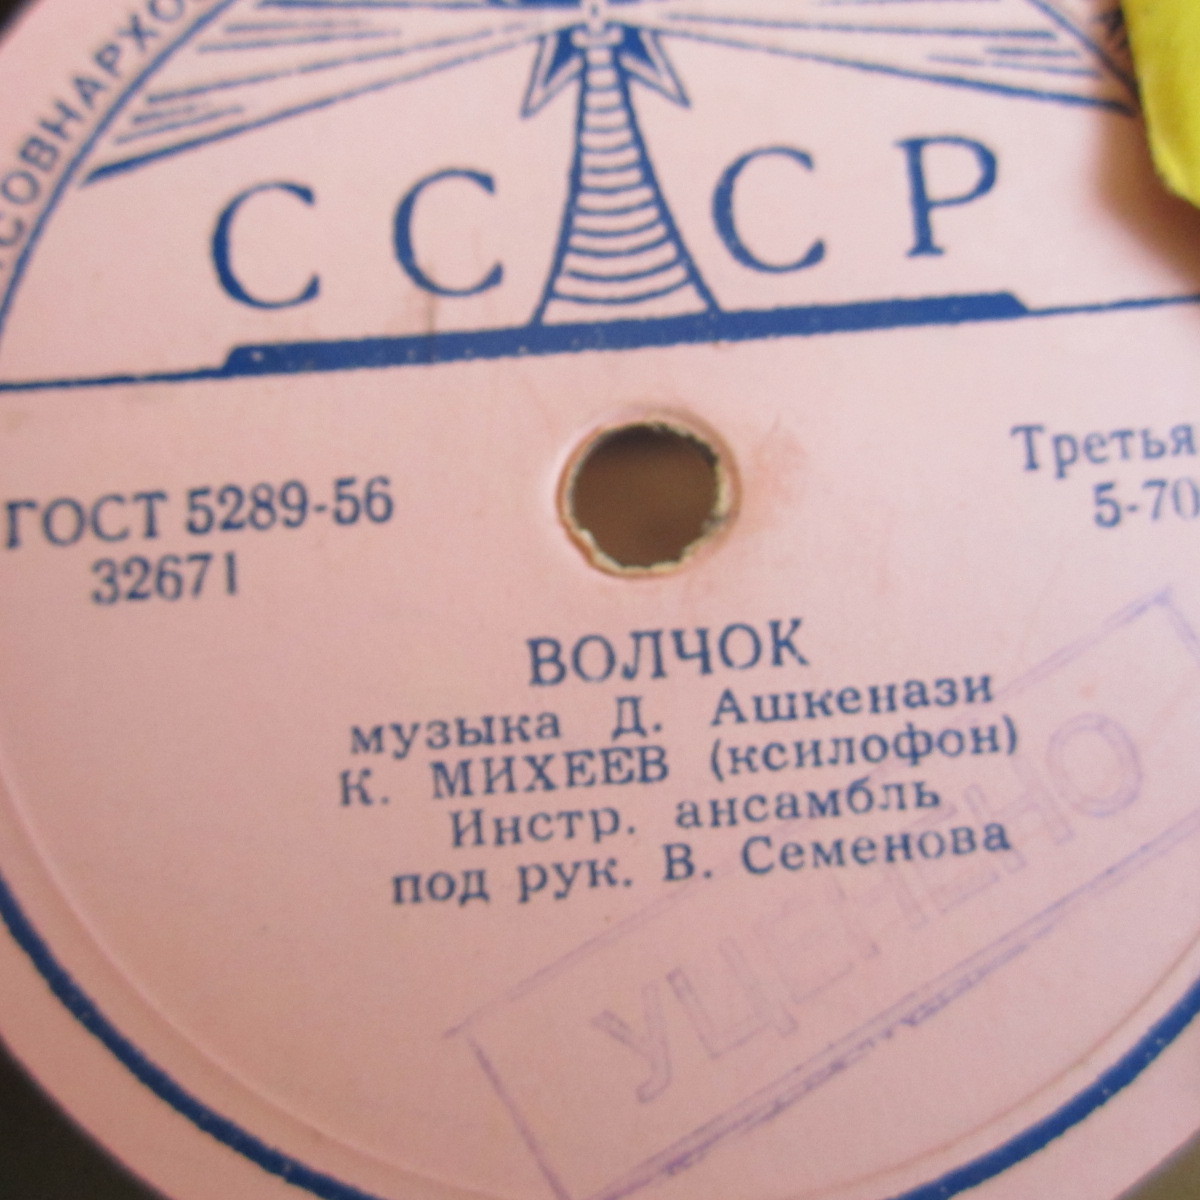 СОВНАРХО
СССР
ГОСТ 5289-56
32671
Третья
5-70
ВОЛЧОК
музыка Д. Ашкенази
К. МИХЕЕВ (ксилофон)
Инстр. ансамбль
под рук. В. Семенова
УЦЕНЕНО